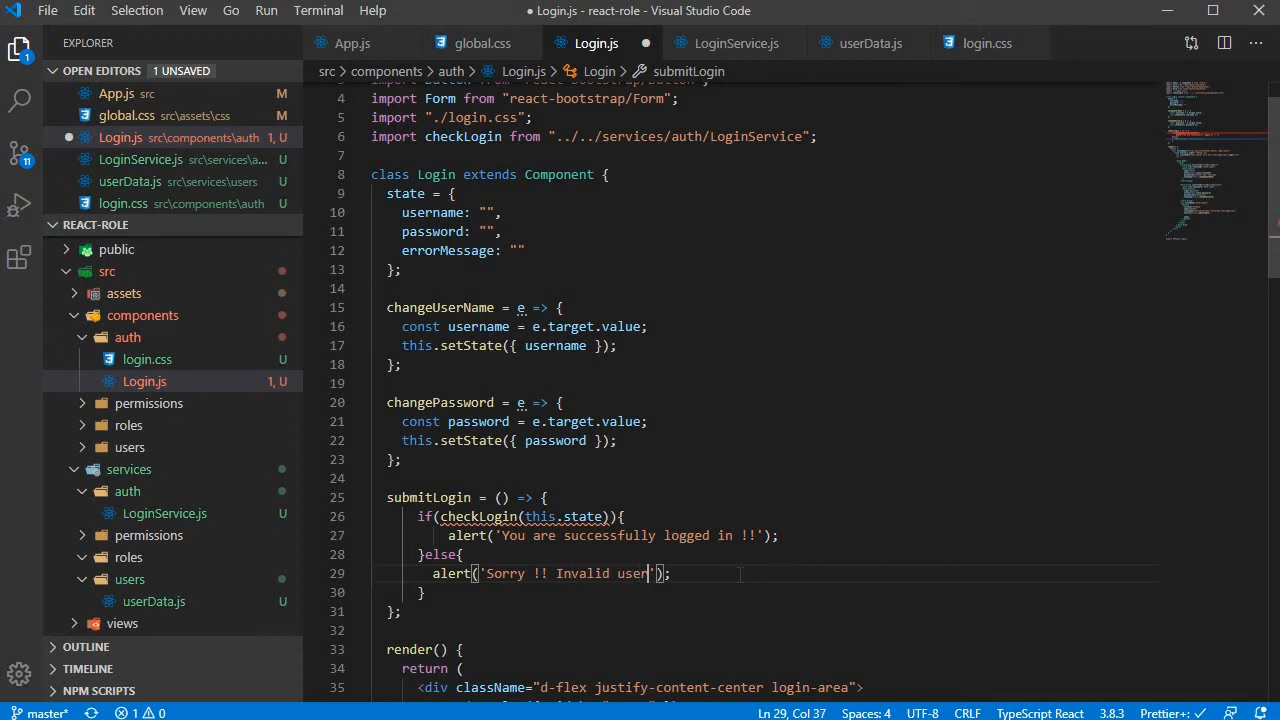 File Edit Selection View Go Run Terminal Help ● Login.js - react-role - Visual Studio Code
EXPLORER
App.js global.css Login.js LoginService.js userData.js login.css
OPEN EDITORS 1 UNSAVED
App.js src M
global.css src\assets\css M
Login.js src\components\auth 1, U
LoginService.js src\services\a... U
userData.js src\services\users U
login.css src\components\auth U
REACT-ROLE
public
src
assets
components
auth
login.css U
Login.js 1, U
permissions
roles
users
services
auth
LoginService.js U
permissions
roles
users
userData.js U
views
OUTLINE
TIMELINE
NPM SCRIPTS
1
11
src > components > auth > Login.js > Login > submitLogin
4 import Form from "react-bootstrap/Form";
5 import "./login.css";
6 import checkLogin from "../../services/auth/LoginService";
7
8 class Login extends Component {
9 state = {
10 username: "",
11 password: "",
12 errorMessage: ""
13 };
14
15 changeUserName = e => {
16 const username = e.target.value;
17 this.setState({ username });
18 };
19
20 changePassword = e => {
21 const password = e.target.value;
22 this.setState({ password });
23 };
24
25 submitLogin = () => {
26 if(checkLogin(this.state)){
27 alert('You are successfully logged in !!');
28 }else{
29 alert('Sorry !! Invalid user');
30 }
31 };
32
33 render() {
34 return (
35 <div className="d-flex justify-content-center login-area">
master* 1 0 Ln 29, Col 37 Spaces: 4 UTF-8 CRLF TypeScript React 3.8.3 Prettier+: ✓